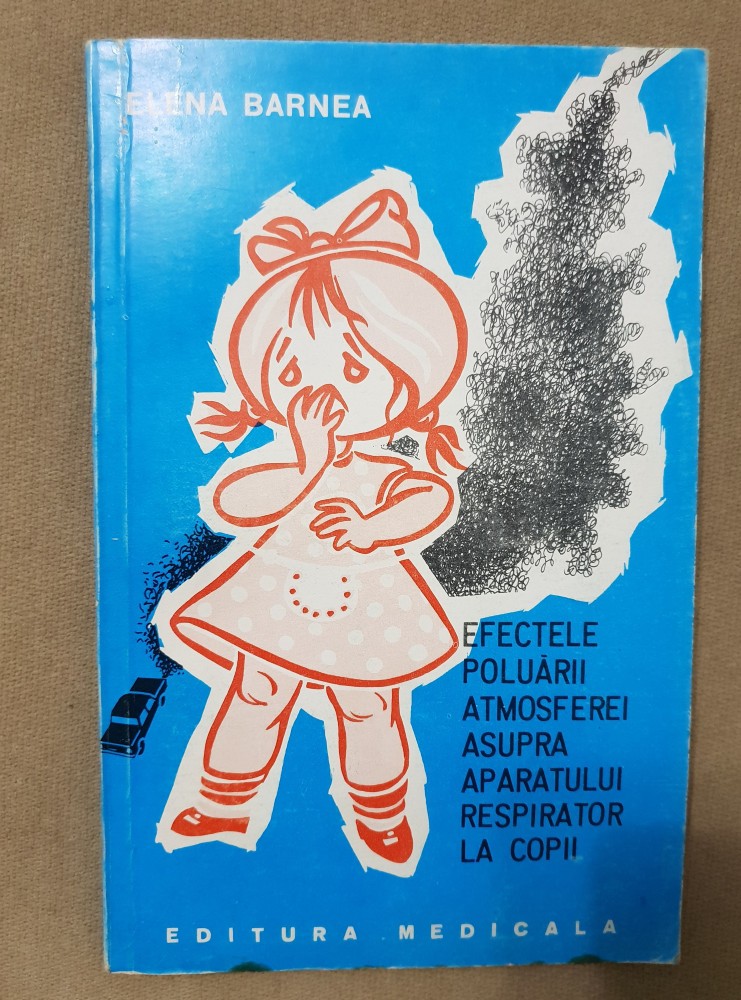 ELENA BARNEA
EFECTELE
POLUĂRII
ATMOSFEREI
ASUPRA
APARATULUI
RESPIRATOR
LA COPII
EDITURA MEDICALA